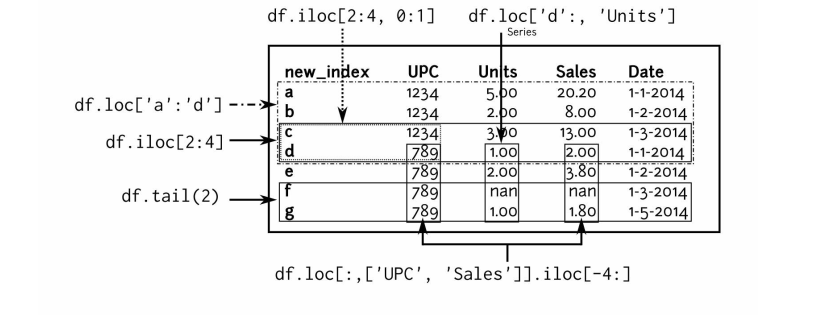 df.iloc[2:4, 0:1] df.loc['d':, 'Units']
Series
new_index UPC Units Sales Date
a 1234 5.00 20.20 1-1-2014
df.loc['a':'d'] b 1234 2.00 8.00 1-2-2014
c 1234 3.00 13.00 1-3-2014
df.iloc[2:4] d 789 1.00 2.00 1-1-2014
e 789 2.00 3.80 1-2-2014
df.tail(2) f 789 nan nan 1-3-2014
g 789 1.00 1.80 1-5-2014
df.loc[:,['UPC', 'Sales']].iloc[-4:]